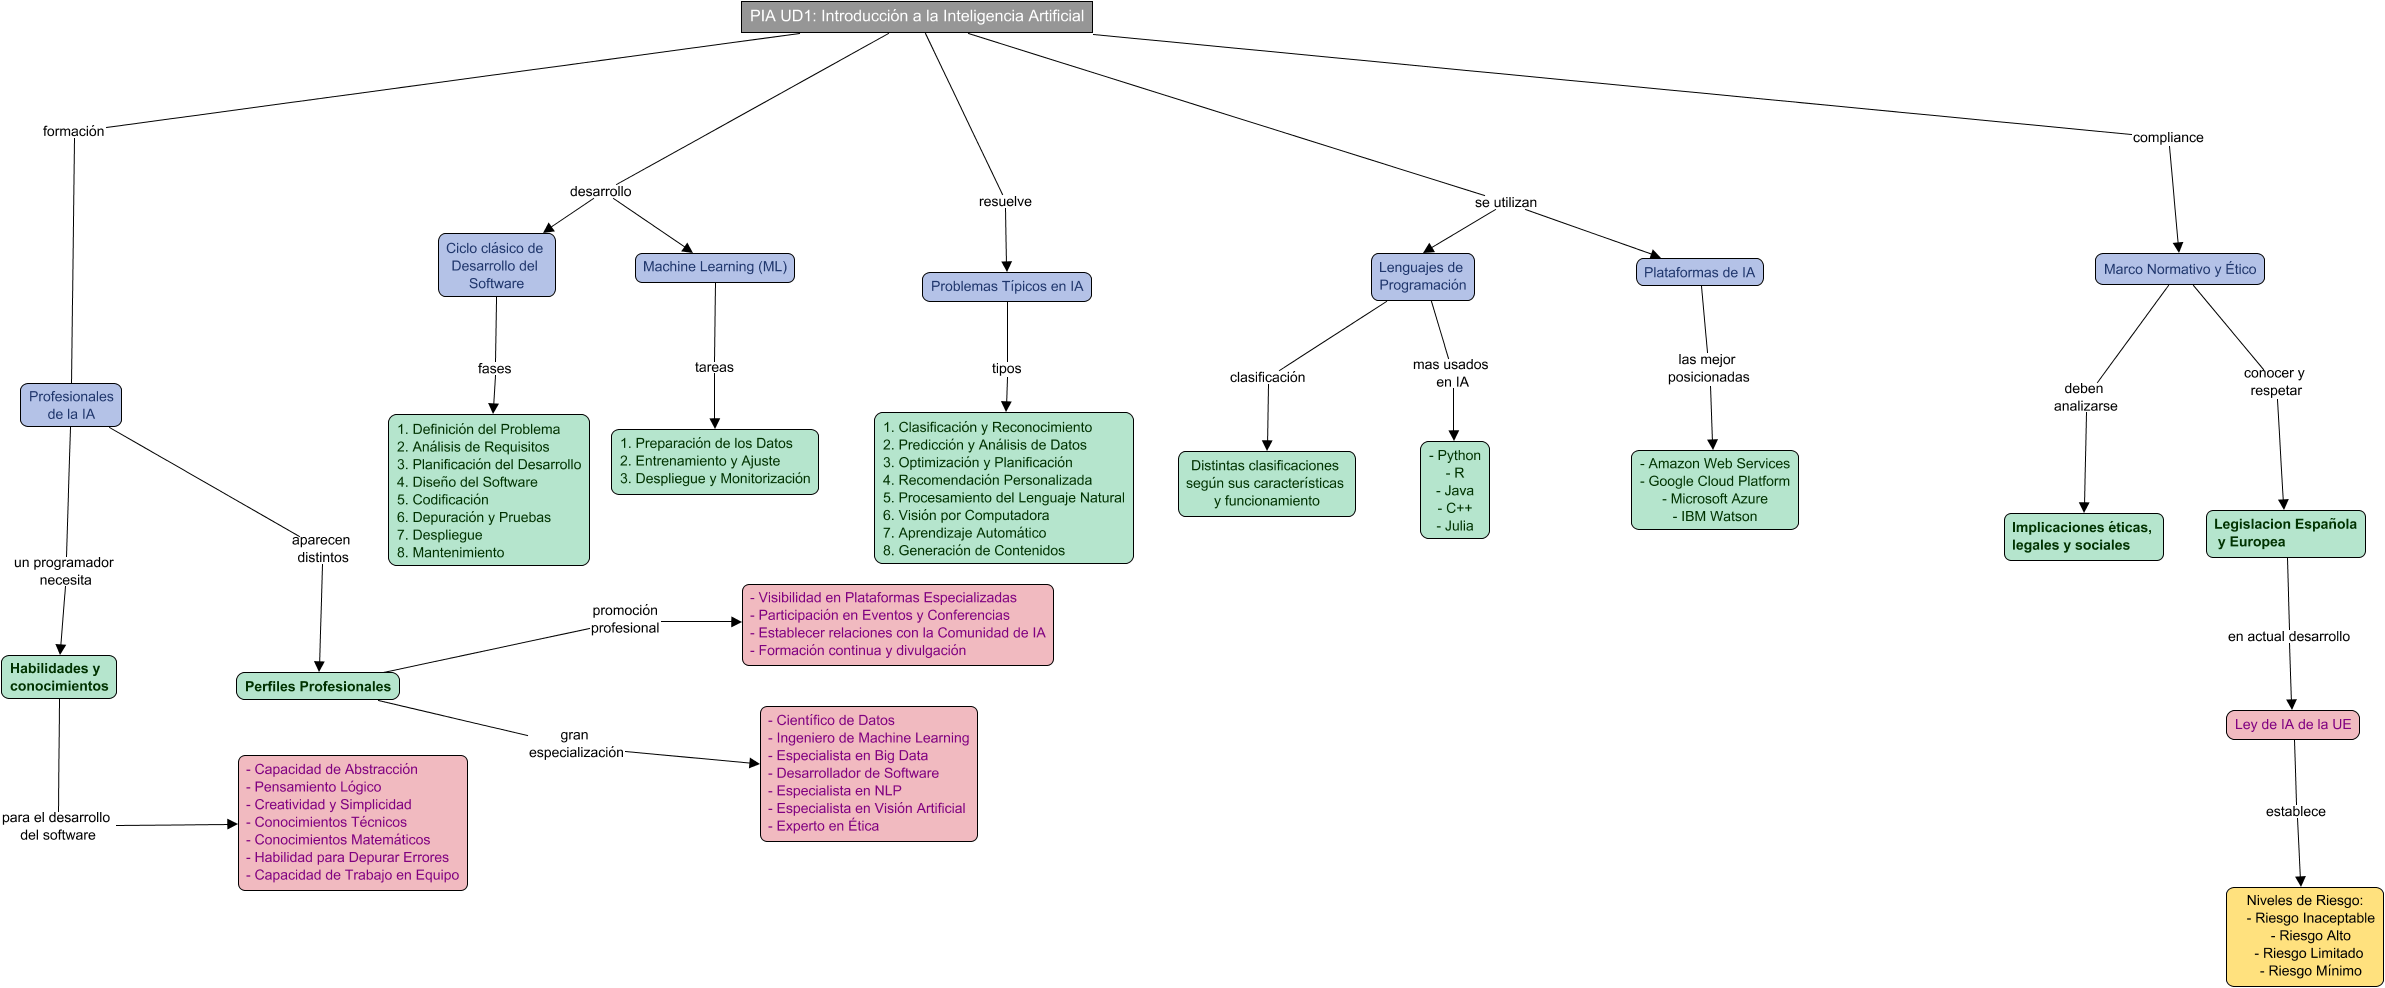 PIA UD1: Introducción a la Inteligencia Artificial
formación
compliance
desarrollo
resuelve
se utilizan
Ciclo clásico de
Desarrollo del
Software
Machine Learning (ML)
Problemas Típicos en IA
Lenguajes de
Programación
Plataformas de IA
Marco Normativo y Ético
fases
tareas
tipos
clasificación
mas usados
en IA
las mejor
posicionadas
deben
analizarse
conocer y
respetar
Profesionales
de la IA
1. Definición del Problema
2. Análisis de Requisitos
3. Planificación del Desarrollo
4. Diseño del Software
5. Codificación
6. Depuración y Pruebas
7. Despliegue
8. Mantenimiento
1. Preparación de los Datos
2. Entrenamiento y Ajuste
3. Despliegue y Monitorización
1. Clasificación y Reconocimiento
2. Predicción y Análisis de Datos
3. Optimización y Planificación
4. Recomendación Personalizada
5. Procesamiento del Lenguaje Natural
6. Visión por Computadora
7. Aprendizaje Automático
8. Generación de Contenidos
Distintas clasificaciones
según sus características
y funcionamiento
- Python
- R
- Java
- C++
- Julia
- Amazon Web Services
- Google Cloud Platform
- Microsoft Azure
- IBM Watson
Implicaciones éticas,
legales y sociales
Legislacion Española
y Europea
un programador
necesita
aparecen
distintos
promoción
profesional
- Visibilidad en Plataformas Especializadas
- Participación en Eventos y Conferencias
- Establecer relaciones con la Comunidad de IA
- Formación continua y divulgación
en actual desarrollo
Habilidades y
conocimientos
Perfiles Profesionales
gran
especialización
- Científico de Datos
- Ingeniero de Machine Learning
- Especialista en Big Data
- Desarrollador de Software
- Especialista en NLP
- Especialista en Visión Artificial
- Experto en Ética
Ley de IA de la UE
para el desarrollo
del software
- Capacidad de Abstracción
- Pensamiento Lógico
- Creatividad y Simplicidad
- Conocimientos Técnicos
- Conocimientos Matemáticos
- Habilidad para Depurar Errores
- Capacidad de Trabajo en Equipo
establece
Niveles de Riesgo:
- Riesgo Inaceptable
- Riesgo Alto
- Riesgo Limitado
- Riesgo Mínimo